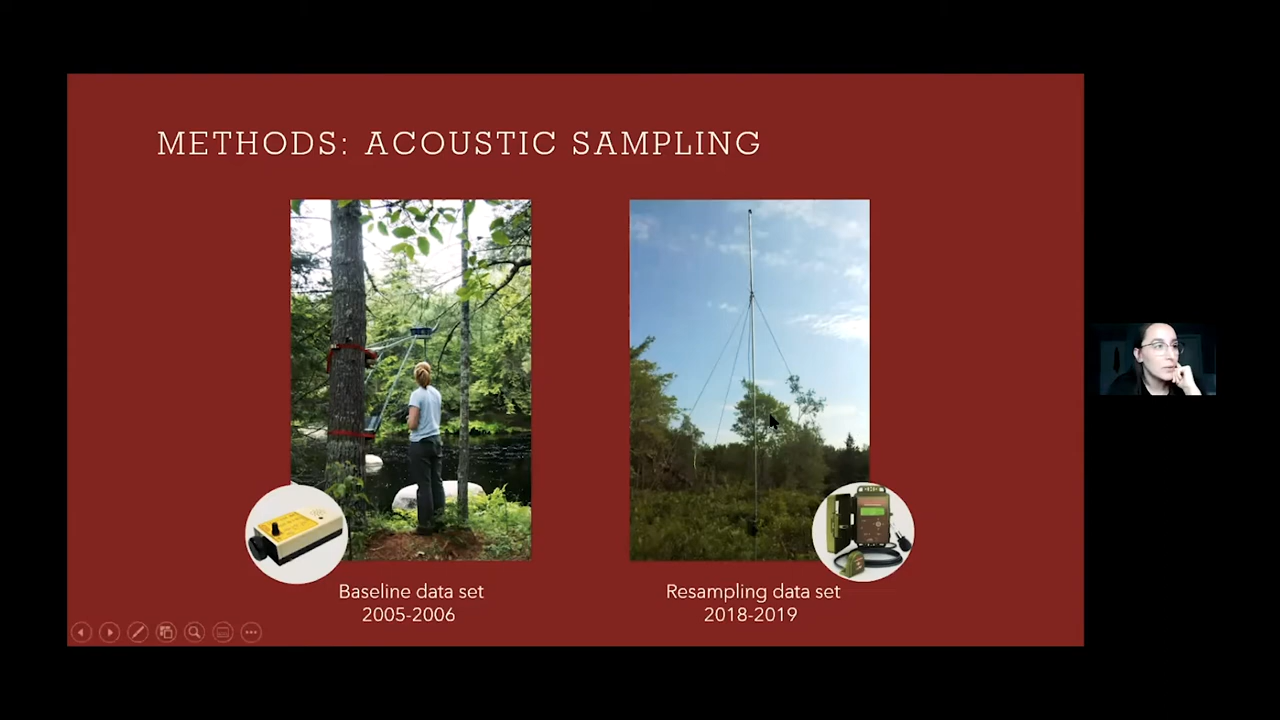 METHODS: ACOUSTIC SAMPLING
Baseline data set
2005-2006
Resampling data set
2018-2019